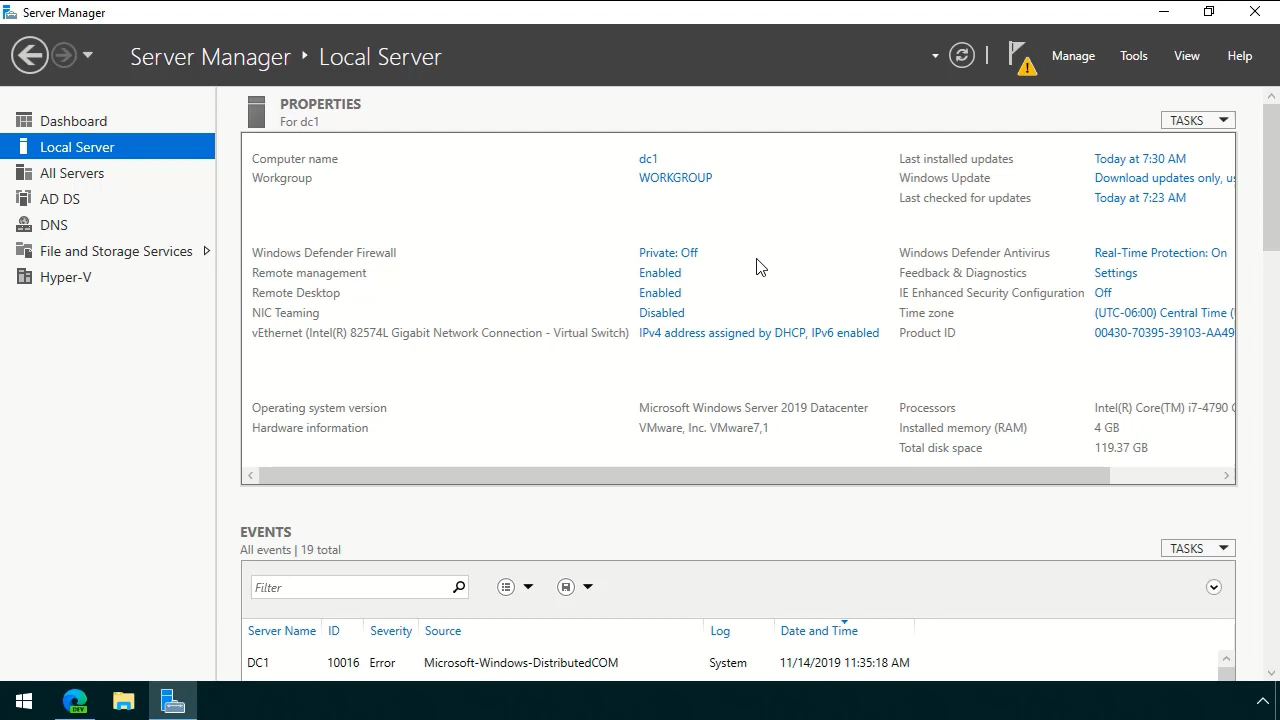 Server Manager
Server Manager ‣ Local Server
Manage Tools View Help
Dashboard
Local Server
All Servers
AD DS
DNS
File and Storage Services
Hyper-V
PROPERTIES
For dc1
TASKS
Computer name dc1 Last installed updates Today at 7:30 AM
Workgroup WORKGROUP Windows Update Download updates only,
Last checked for updates Today at 7:23 AM
Windows Defender Firewall Private: Off Windows Defender Antivirus Real-Time Protection: On
Remote management Enabled Feedback & Diagnostics Settings
Remote Desktop Enabled IE Enhanced Security Configuration Off
NIC Teaming Disabled Time zone (UTC-06:00) Central Time (
vEthernet (Intel(R) 82574L Gigabit Network Connection - Virtual Switch) IPv4 address assigned by DHCP, IPv6 enabled Product ID 00430-70395-39103-AA49
Operating system version Microsoft Windows Server 2019 Datacenter Processors Intel(R) Core(TM) i7-4790
Hardware information VMware, Inc. VMware7,1 Installed memory (RAM) 4 GB
Total disk space 119.37 GB
EVENTS
All events | 19 total
TASKS
Filter
Server Name ID Severity Source Log Date and Time
DC1 10016 Error Microsoft-Windows-DistributedCOM System 11/14/2019 11:35:18 AM
DEV